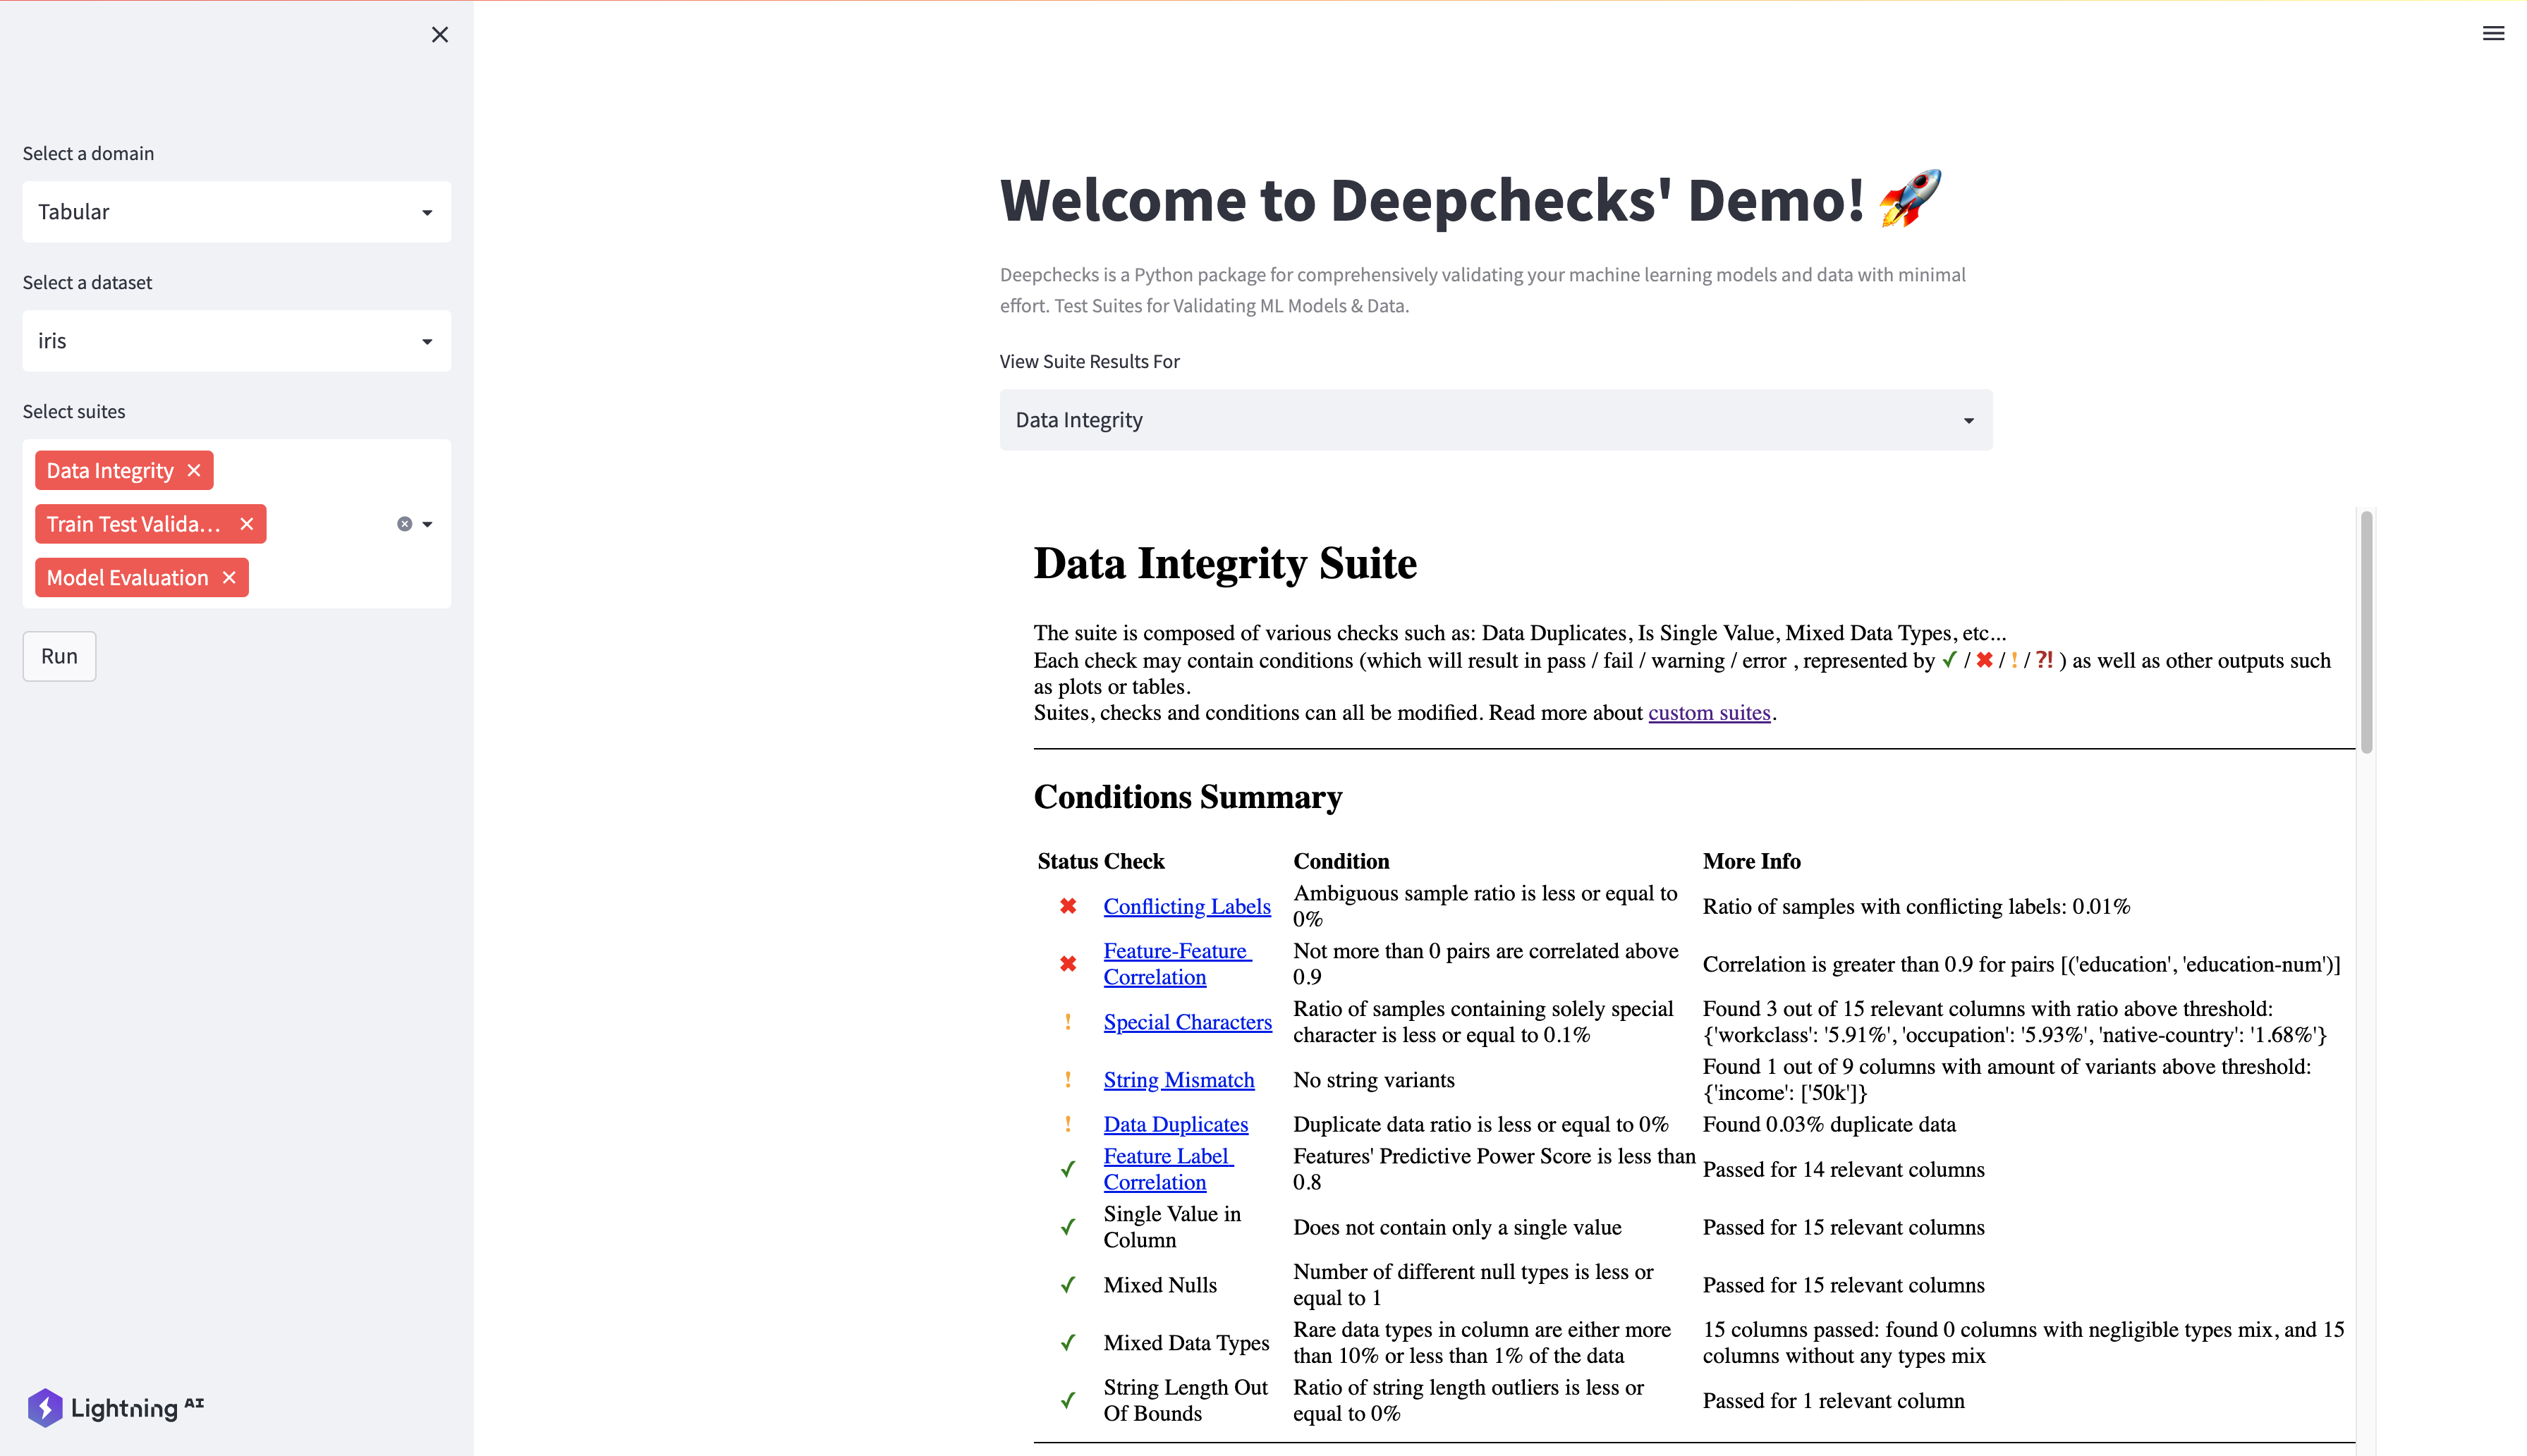 Select a domain
Tabular
Select a dataset
iris
Select suites
Data Integrity
Train Test Valida...
Model Evaluation
Run
Lightning AI
Welcome to Deepchecks' Demo! 🚀
Deepchecks is a Python package for comprehensively validating your machine learning models and data with minimal
effort. Test Suites for Validating ML Models & Data.
View Suite Results For
Data Integrity
Data Integrity Suite
The suite is composed of various checks such as: Data Duplicates, Is Single Value, Mixed Data Types, etc...
Each check may contain conditions (which will result in pass / fail / warning / error , represented by ✓ / ✖ / ! / ⁈ ) as well as other outputs such
as plots or tables.
Suites, checks and conditions can all be modified. Read more about custom suites.
Conditions Summary
Status Check Condition More Info
✖ Conflicting Labels
Ambiguous sample ratio is less or equal to
0%
Ratio of samples with conflicting labels: 0.01%
✖ Feature-Feature
Correlation
Not more than 0 pairs are correlated above
0.9
Correlation is greater than 0.9 for pairs [('education', 'education-num')]
! Special Characters
Ratio of samples containing solely special
character is less or equal to 0.1%
Found 3 out of 15 relevant columns with ratio above threshold:
{'workclass': '5.91%', 'occupation': '5.93%', 'native-country': '1.68%'}
! String Mismatch
No string variants
Found 1 out of 9 columns with amount of variants above threshold:
{'income': ['50k']}
! Data Duplicates
Duplicate data ratio is less or equal to 0%
Found 0.03% duplicate data
✓ Feature Label
Correlation
Features' Predictive Power Score is less than
0.8
Passed for 14 relevant columns
✓ Single Value in
Column
Does not contain only a single value
Passed for 15 relevant columns
✓ Mixed Nulls
Number of different null types is less or
equal to 1
Passed for 15 relevant columns
✓ Mixed Data Types
Rare data types in column are either more
than 10% or less than 1% of the data
15 columns passed: found 0 columns with negligible types mix, and 15
columns without any types mix
✓ String Length Out
Of Bounds
Ratio of string length outliers is less or
equal to 0%
Passed for 1 relevant column